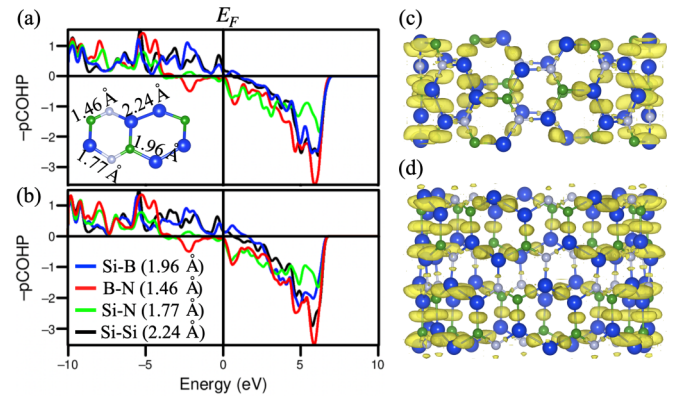 (a)
E_F
(c)
1
0
−1
−2
−3
−pCOHP
1.46 Å
2.24 Å
1.96 Å
1.77 Å
(b)
(d)
1
0
−1
−2
−3
−pCOHP
Si−B (1.96 Å)
B−N (1.46 Å)
Si−N (1.77 Å)
Si−Si (2.24 Å)
−10 −5 0 5 10
Energy (eV)